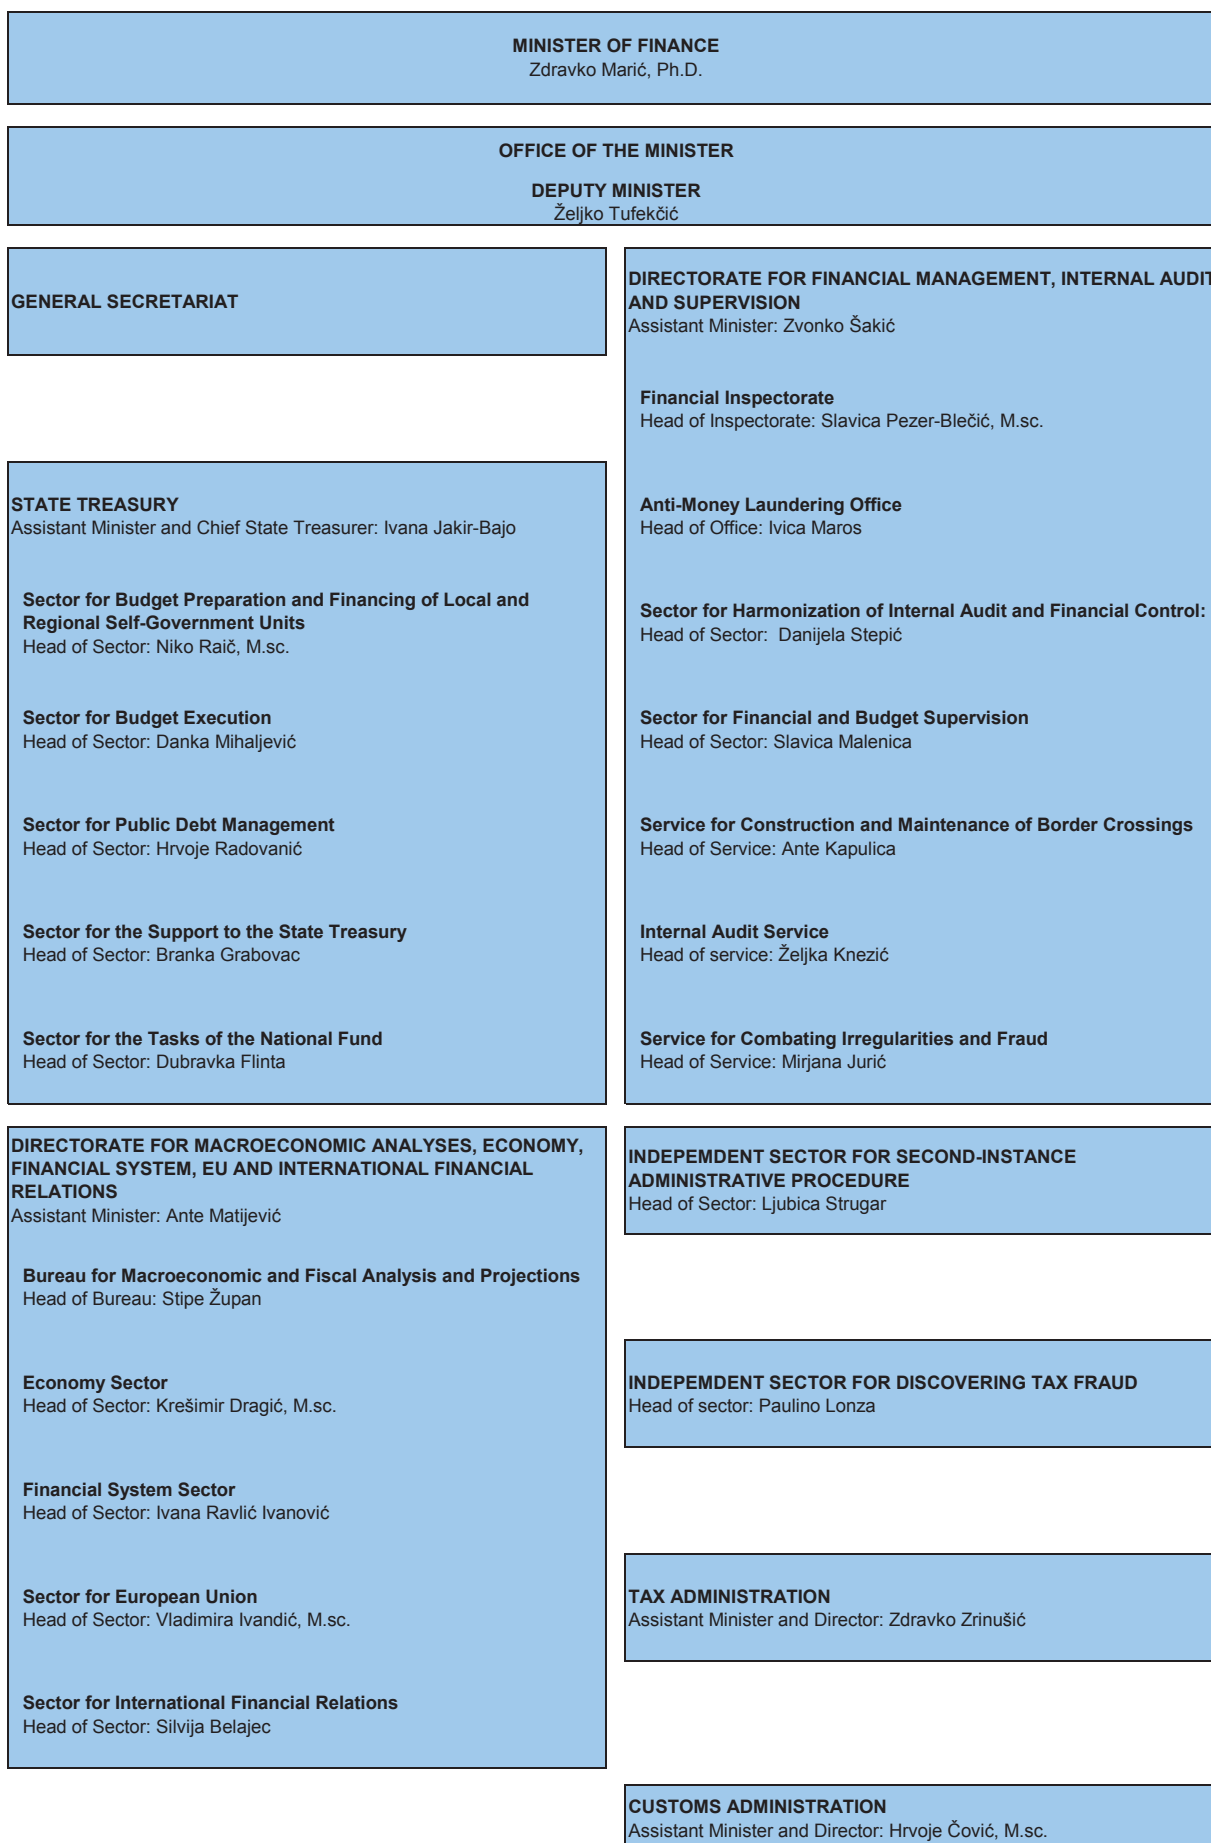 MINISTER OF FINANCE
Zdravko Marić, Ph.D.
OFFICE OF THE MINISTER
DEPUTY MINISTER
Željko Tufekčić
GENERAL SECRETARIAT
STATE TREASURY
Assistant Minister and Chief State Treasurer: Ivana Jakir-Bajo
Sector for Budget Preparation and Financing of Local and
Regional Self-Government Units
Head of Sector: Niko Raič, M.sc.
Sector for Budget Execution
Head of Sector: Danka Mihaljević
Sector for Public Debt Management
Head of Sector: Hrvoje Radovanić
Sector for the Support to the State Treasury
Head of Sector: Branka Grabovac
Sector for the Tasks of the National Fund
Head of Sector: Dubravka Flinta
DIRECTORATE FOR MACROECONOMIC ANALYSES, ECONOMY,
FINANCIAL SYSTEM, EU AND INTERNATIONAL FINANCIAL
RELATIONS
Assistant Minister: Ante Matijević
Bureau for Macroeconomic and Fiscal Analysis and Projections
Head of Bureau: Stipe Župan
Economy Sector
Head of Sector: Krešimir Dragić, M.sc.
Financial System Sector
Head of Sector: Ivana Ravlić Ivanović
Sector for European Union
Head of Sector: Vladimira Ivandić, M.sc.
Sector for International Financial Relations
Head of Sector: Silvija Belajec
DIRECTORATE FOR FINANCIAL MANAGEMENT, INTERNAL AUDIT
AND SUPERVISION
Assistant Minister: Zvonko Šakić
Financial Inspectorate
Head of Inspectorate: Slavica Pezer-Blečić, M.sc.
Anti-Money Laundering Office
Head of Office: Ivica Maros
Sector for Harmonization of Internal Audit and Financial Control:
Head of Sector: Danijela Stepić
Sector for Financial and Budget Supervision
Head of Sector: Slavica Malenica
Service for Construction and Maintenance of Border Crossings
Head of Service: Ante Kapulica
Internal Audit Service
Head of service: Željka Knezić
Service for Combating Irregularities and Fraud
Head of Service: Mirjana Jurić
INDEPEMDENT SECTOR FOR SECOND-INSTANCE
ADMINISTRATIVE PROCEDURE
Head of Sector: Ljubica Strugar
INDEPEMDENT SECTOR FOR DISCOVERING TAX FRAUD
Head of sector: Paulino Lonza
TAX ADMINISTRATION
Assistant Minister and Director: Zdravko Zrinušić
CUSTOMS ADMINISTRATION
Assistant Minister and Director: Hrvoje Čović, M.sc.